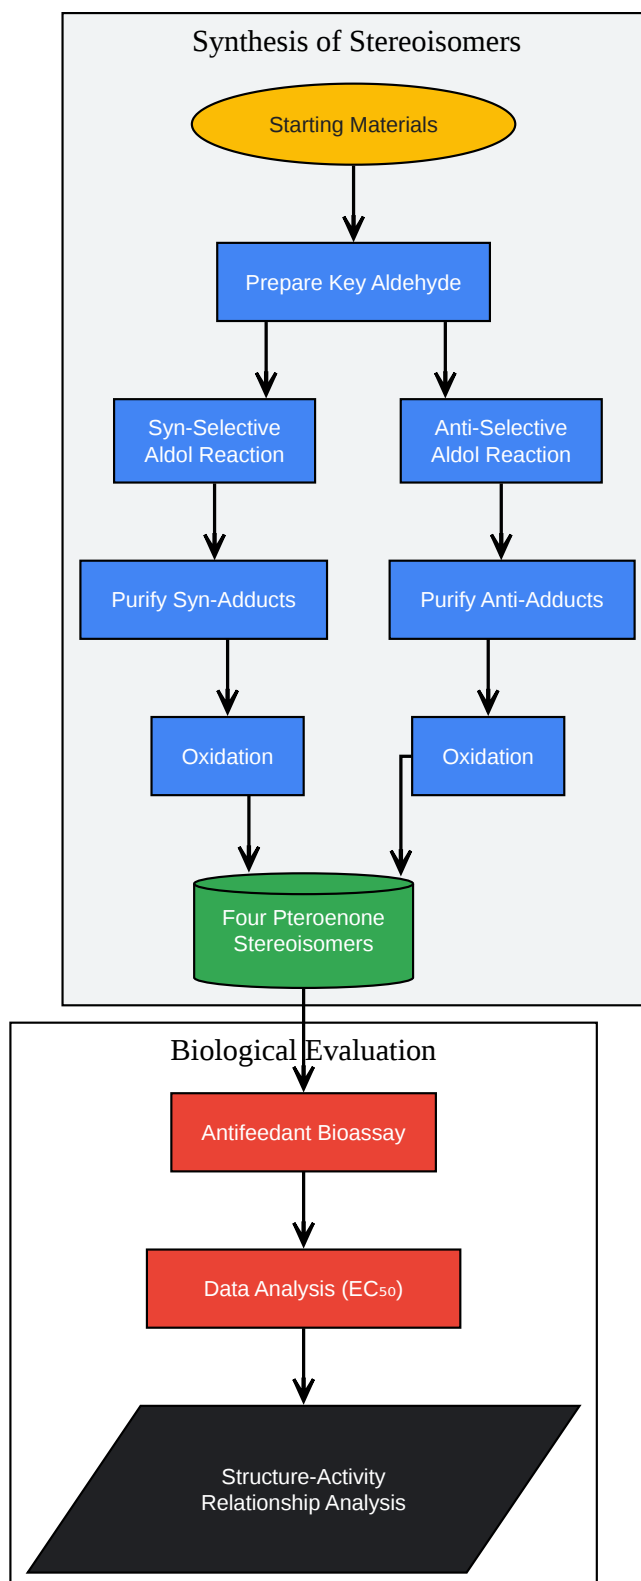 Synthesis of Stereoisomers
Starting Materials
Prepare Key Aldehyde
Syn-Selective
Aldol Reaction
Anti-Selective
Aldol Reaction
Purify Syn-Adducts
Purify Anti-Adducts
Oxidation
Oxidation
Four Pteroenone
Stereoisomers
Biological Evaluation
Antifeedant Bioassay
Data Analysis (EC₅₀)
Structure-Activity
Relationship Analysis